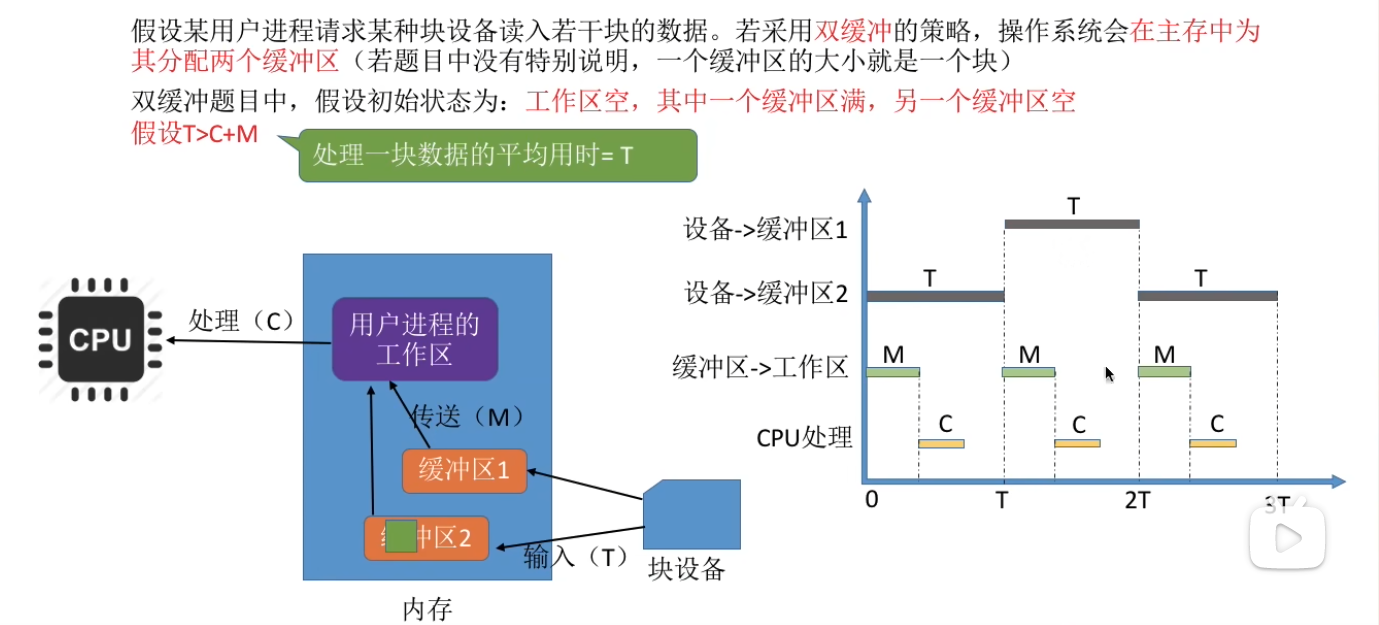 假设某用户进程请求某种块设备读入若干块的数据。若采用双缓冲的策略，操作系统会在主存中为
其分配两个缓冲区（若题目中没有特别说明，一个缓冲区的大小就是一个块）
双缓冲题目中，假设初始状态为：工作区空，其中一个缓冲区满，另一个缓冲区空
假设T>C+M
处理一块数据的平均用时= T
CPU
处理（C）
用户进程的
工作区
传送（M）
缓冲区1
冲区2
输入（T）
块设备
内存
设备->缓冲区1
T
设备->缓冲区2
T
T
缓冲区->工作区
M
M
M
CPU处理
C
C
C
0
T
2T
3T